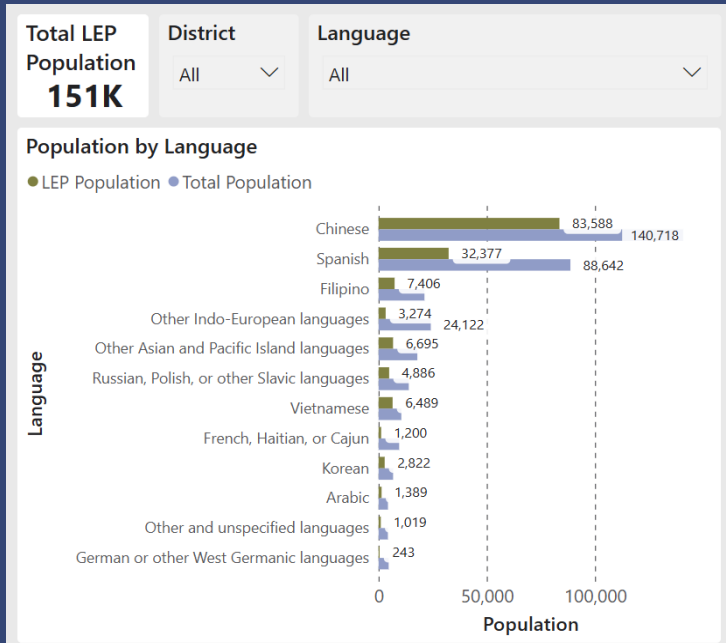 Total LEP
Population
151K
District
All
Language
All
Population by Language
LEP Population Total Population
Chinese 83,588 140,718
Spanish 32,377 88,642
Filipino 7,406
Other Indo-European languages 3,274 24,122
Other Asian and Pacific Island languages 6,695
Russian, Polish, or other Slavic languages 4,886
Vietnamese 6,489
French, Haitian, or Cajun 1,200
Korean 2,822
Arabic 1,389
Other and unspecified languages 1,019
German or other West Germanic languages 243
Language
0 50,000 100,000
Population